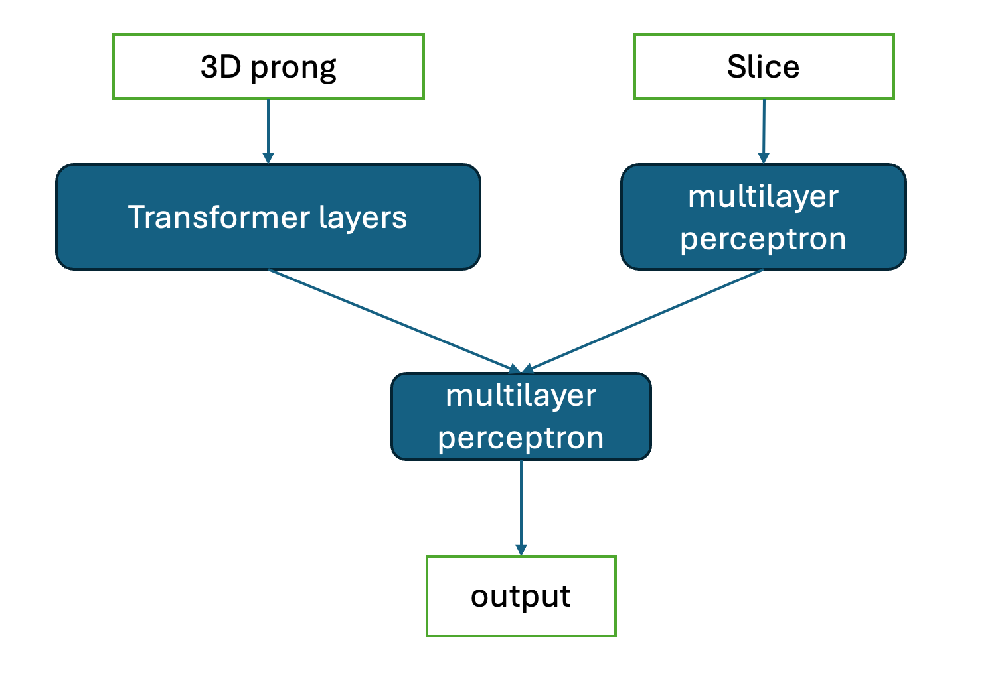 3D prong
Slice
Transformer layers
multilayer
perceptron
multilayer
perceptron
output